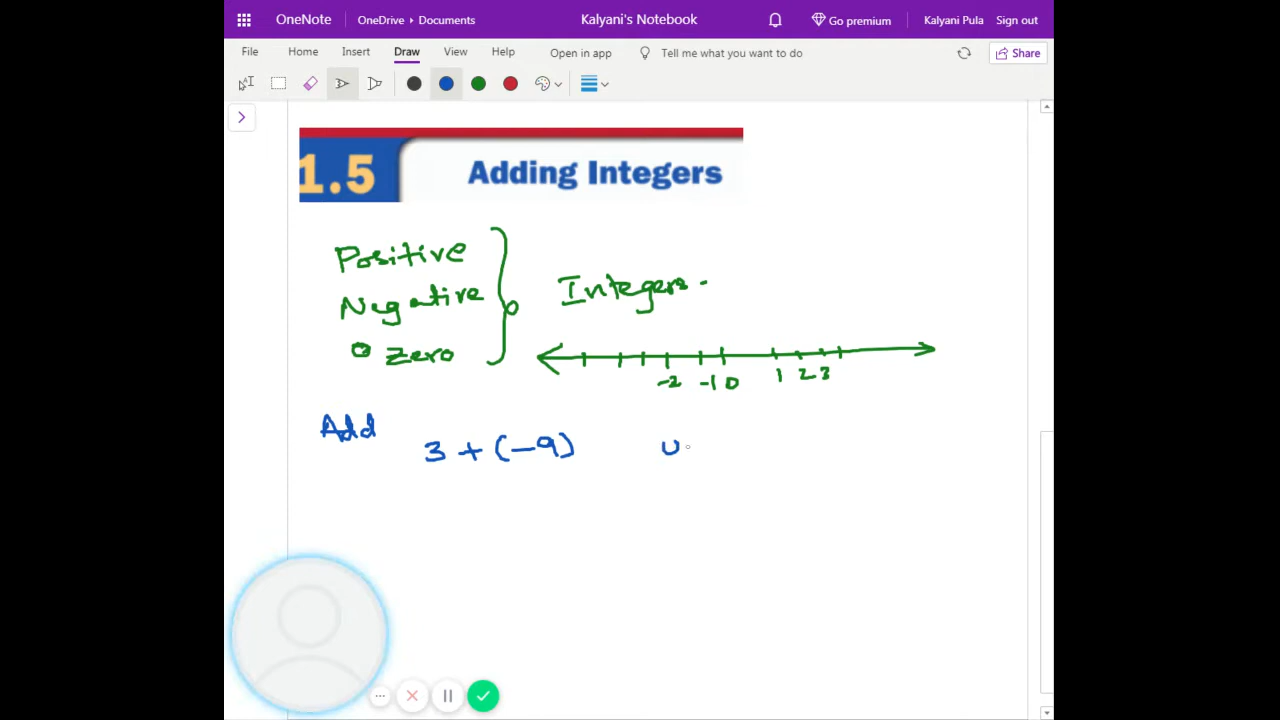 OneNote OneDrive › Documents Kalyani's Notebook Go premium Kalyani Pula Sign out
File Home Insert Draw View Help Open in app Tell me what you want to do Share
1.5 Adding Integers
Positive
Negative
Integers.
0 Zero
-2 -1 0 1 2 3
Add
3 + (-9) u